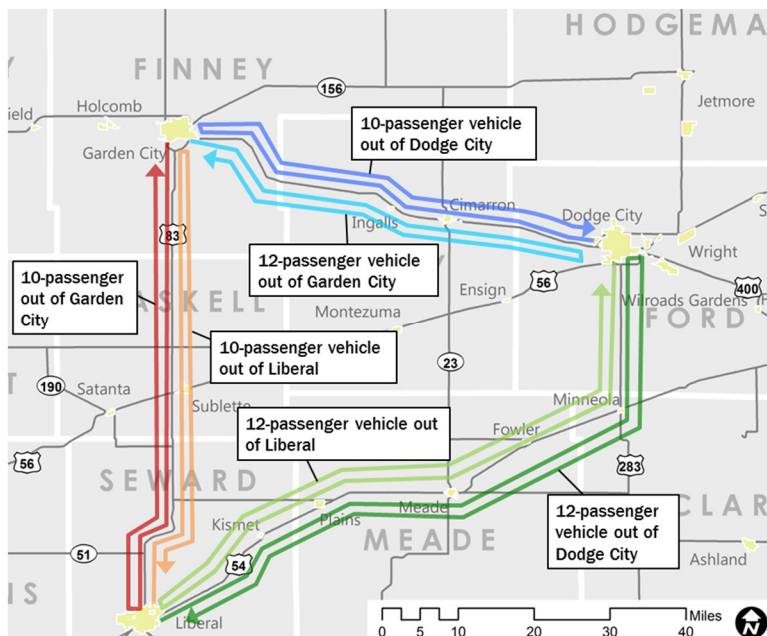 HODGEMA
FINNEY
156
Jetmore
Holcomb
ield
10-passenger vehicle
out of Dodge City
Garden City
Cimarron
Dodge City
Ingalls
83
12-passenger vehicle
out of Garden City
Wright
10-passenger
out of Garden
City
Ensign
56
400
Wilroads Gardens
ASKELL
Montezuma
FORD
10-passenger vehicle
out of Liberal
23
190
Satanta
Sublette
Minneola
12-passenger vehicle out
of Liberal
Fowler
56
283
SEWARD
Meade
12-passenger
vehicle out of
Dodge City
CLAR
Kismet
Plains
MEADE
51
54
Ashland
NS
Liberal
Miles
0 5 10 20 30 40
N